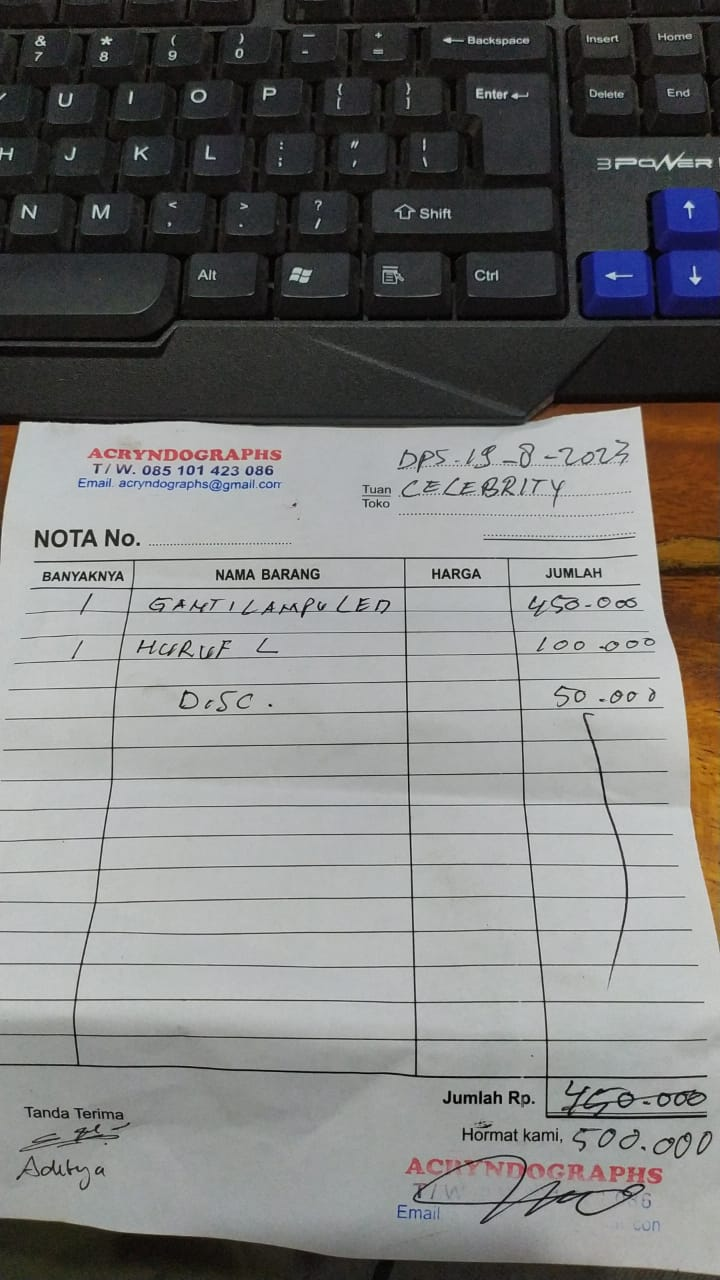 & 7 * 8 ( 9 ) 0 – - + = Backspace Insert Home
U I O P { [ } ] Enter Delete End
H J K L : ; " ' | \
3POWER
N M < , > . ? / Shift
Alt Ctrl
ACRYNDOGRAPHS
T/W. 085 101 423 086
Email. acryndographs@gmail.com
DPS. 19-8-2023
Tuan
Toko CELEBRITY
NOTA No.
BANYAKNYA NAMA BARANG HARGA JUMLAH
1 GANTI LAMPU LED 450.000
1 HURUF L 100.000
DISC. 50.000
Jumlah Rp. 450.000
Tanda Terima
Hormat kami, 500.000
Aditya
ACRYNDOGRAPHS
T/W 086
Email con